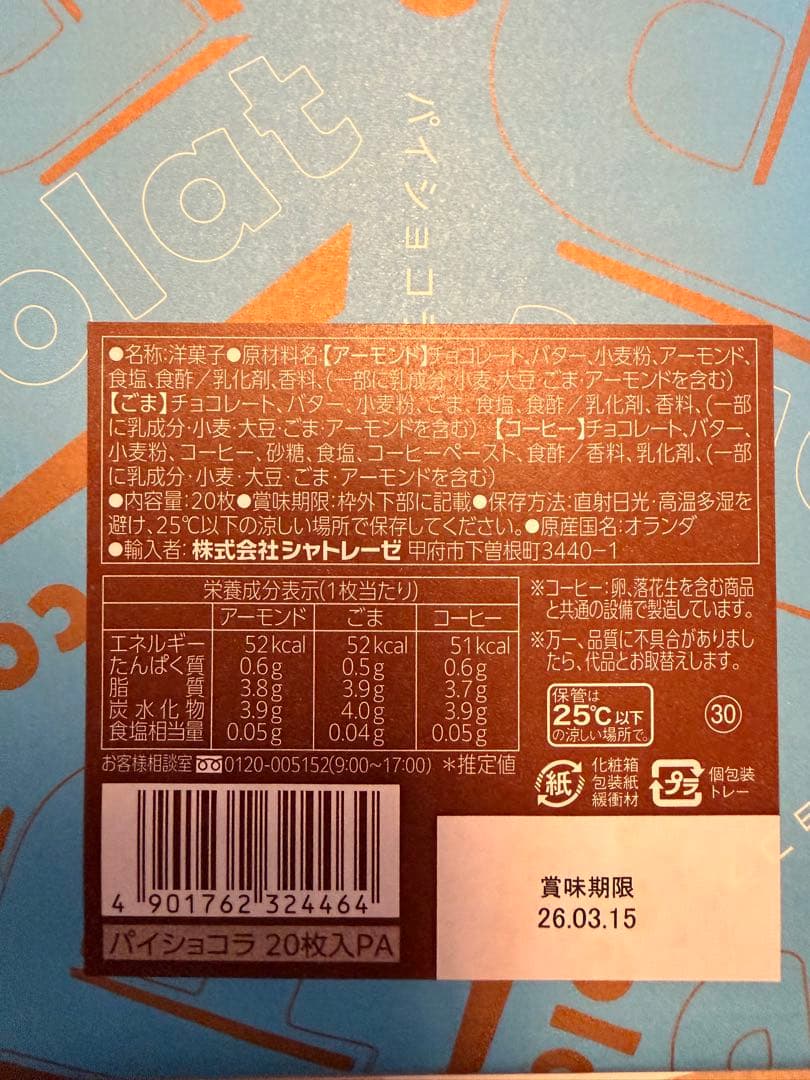 olat
パイショコラ
●名称:洋菓子●原材料名:【アーモンド】チョコレート、バター、小麦粉、アーモンド、
食塩、食酢／乳化剤、香料、(一部に乳成分・小麦・大豆・ごま・アーモンドを含む)
【ごま】チョコレート、バター、小麦粉、ごま、食塩、食酢／乳化剤、香料、(一部
に乳成分・小麦・大豆・ごま・アーモンドを含む) 【コーヒー】チョコレート、バター、
小麦粉、コーヒー、砂糖、食塩、コーヒーペースト、食酢／香料、乳化剤、(一部
に乳成分・小麦・大豆・ごま・アーモンドを含む)
●内容量:20枚●賞味期限:枠外下部に記載●保存方法:直射日光・高温多湿を
避け、25℃以下の涼しい場所で保存してください。●原産国名:オランダ
●輸入者:株式会社シャトレーゼ 甲府市下曽根町3440-1
栄養成分表示(1枚当たり)
アーモンド ごま コーヒー
エネルギー 52kcal 52kcal 51kcal
たんぱく質 0.6g 0.5g 0.6g
脂質 3.8g 3.9g 3.7g
炭水化物 3.9g 4.0g 3.9g
食塩相当量 0.05g 0.04g 0.05g
お客様相談室 0120-005152(9:00~17:00) *推定値
※コーヒー:卵、落花生を含む商品
と共通の設備で製造しています。
※万一、品質に不具合がありまし
たら、代品とお取替えします。
保管は
25℃以下
の涼しい場所で。
30
紙
化粧箱
包装紙
緩衝材
プラ
個包装
トレー
4 901762 324464
パイショコラ 20枚入PA
賞味期限
26.03.15